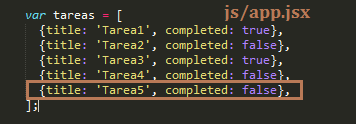 js/app.jsx
var tareas = [
{title: 'Tarea1', completed: true},
{title: 'Tarea2', completed: false},
{title: 'Tarea3', completed: true},
{title: 'Tarea4', completed: false},
{title: 'Tarea5', completed: false},
];